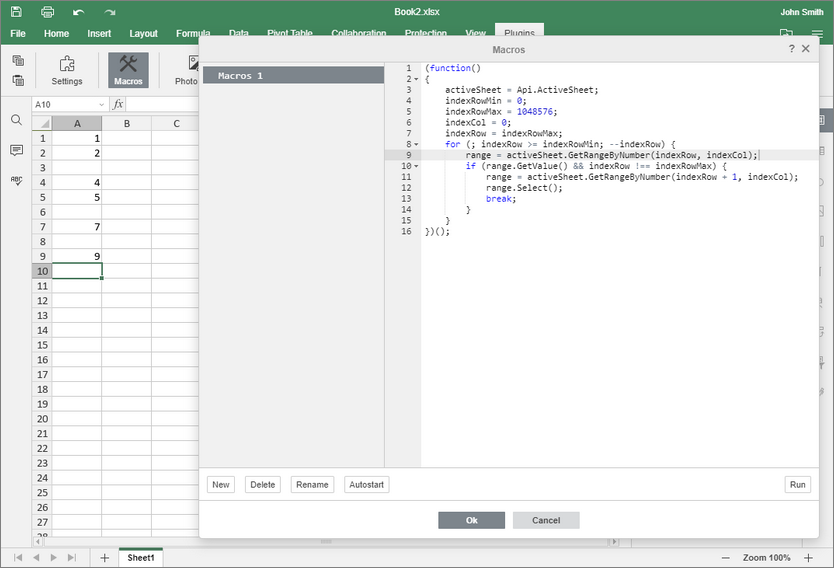 Book2.xlsx
John Smith
File Home Insert Layout Formula Data Pivot Table Collaboration Protection View Plugins
Settings
Macros
Photo
A10
fx
A B C
1 1
2 2
3
4 4
5 5
6
7 7
8
9 9
10
11
12
13
14
15
16
17
18
19
20
21
22
23
24
25
26
27
28
Macros
?
Macros 1
1 (function()
2 {
3 activeSheet = Api.ActiveSheet;
4 indexRowMin = 0;
5 indexRowMax = 1048576;
6 indexCol = 0;
7 indexRow = indexRowMax;
8 for (; indexRow >= indexRowMin; --indexRow) {
9 range = activeSheet.GetRangeByNumber(indexRow, indexCol);
10 if (range.GetValue() && indexRow !== indexRowMax) {
11 range = activeSheet.GetRangeByNumber(indexRow + 1, indexCol);
12 range.Select();
13 break;
14 }
15 }
16 })();
New Delete Rename Autostart Run
Ok Cancel
Sheet1
Zoom 100%